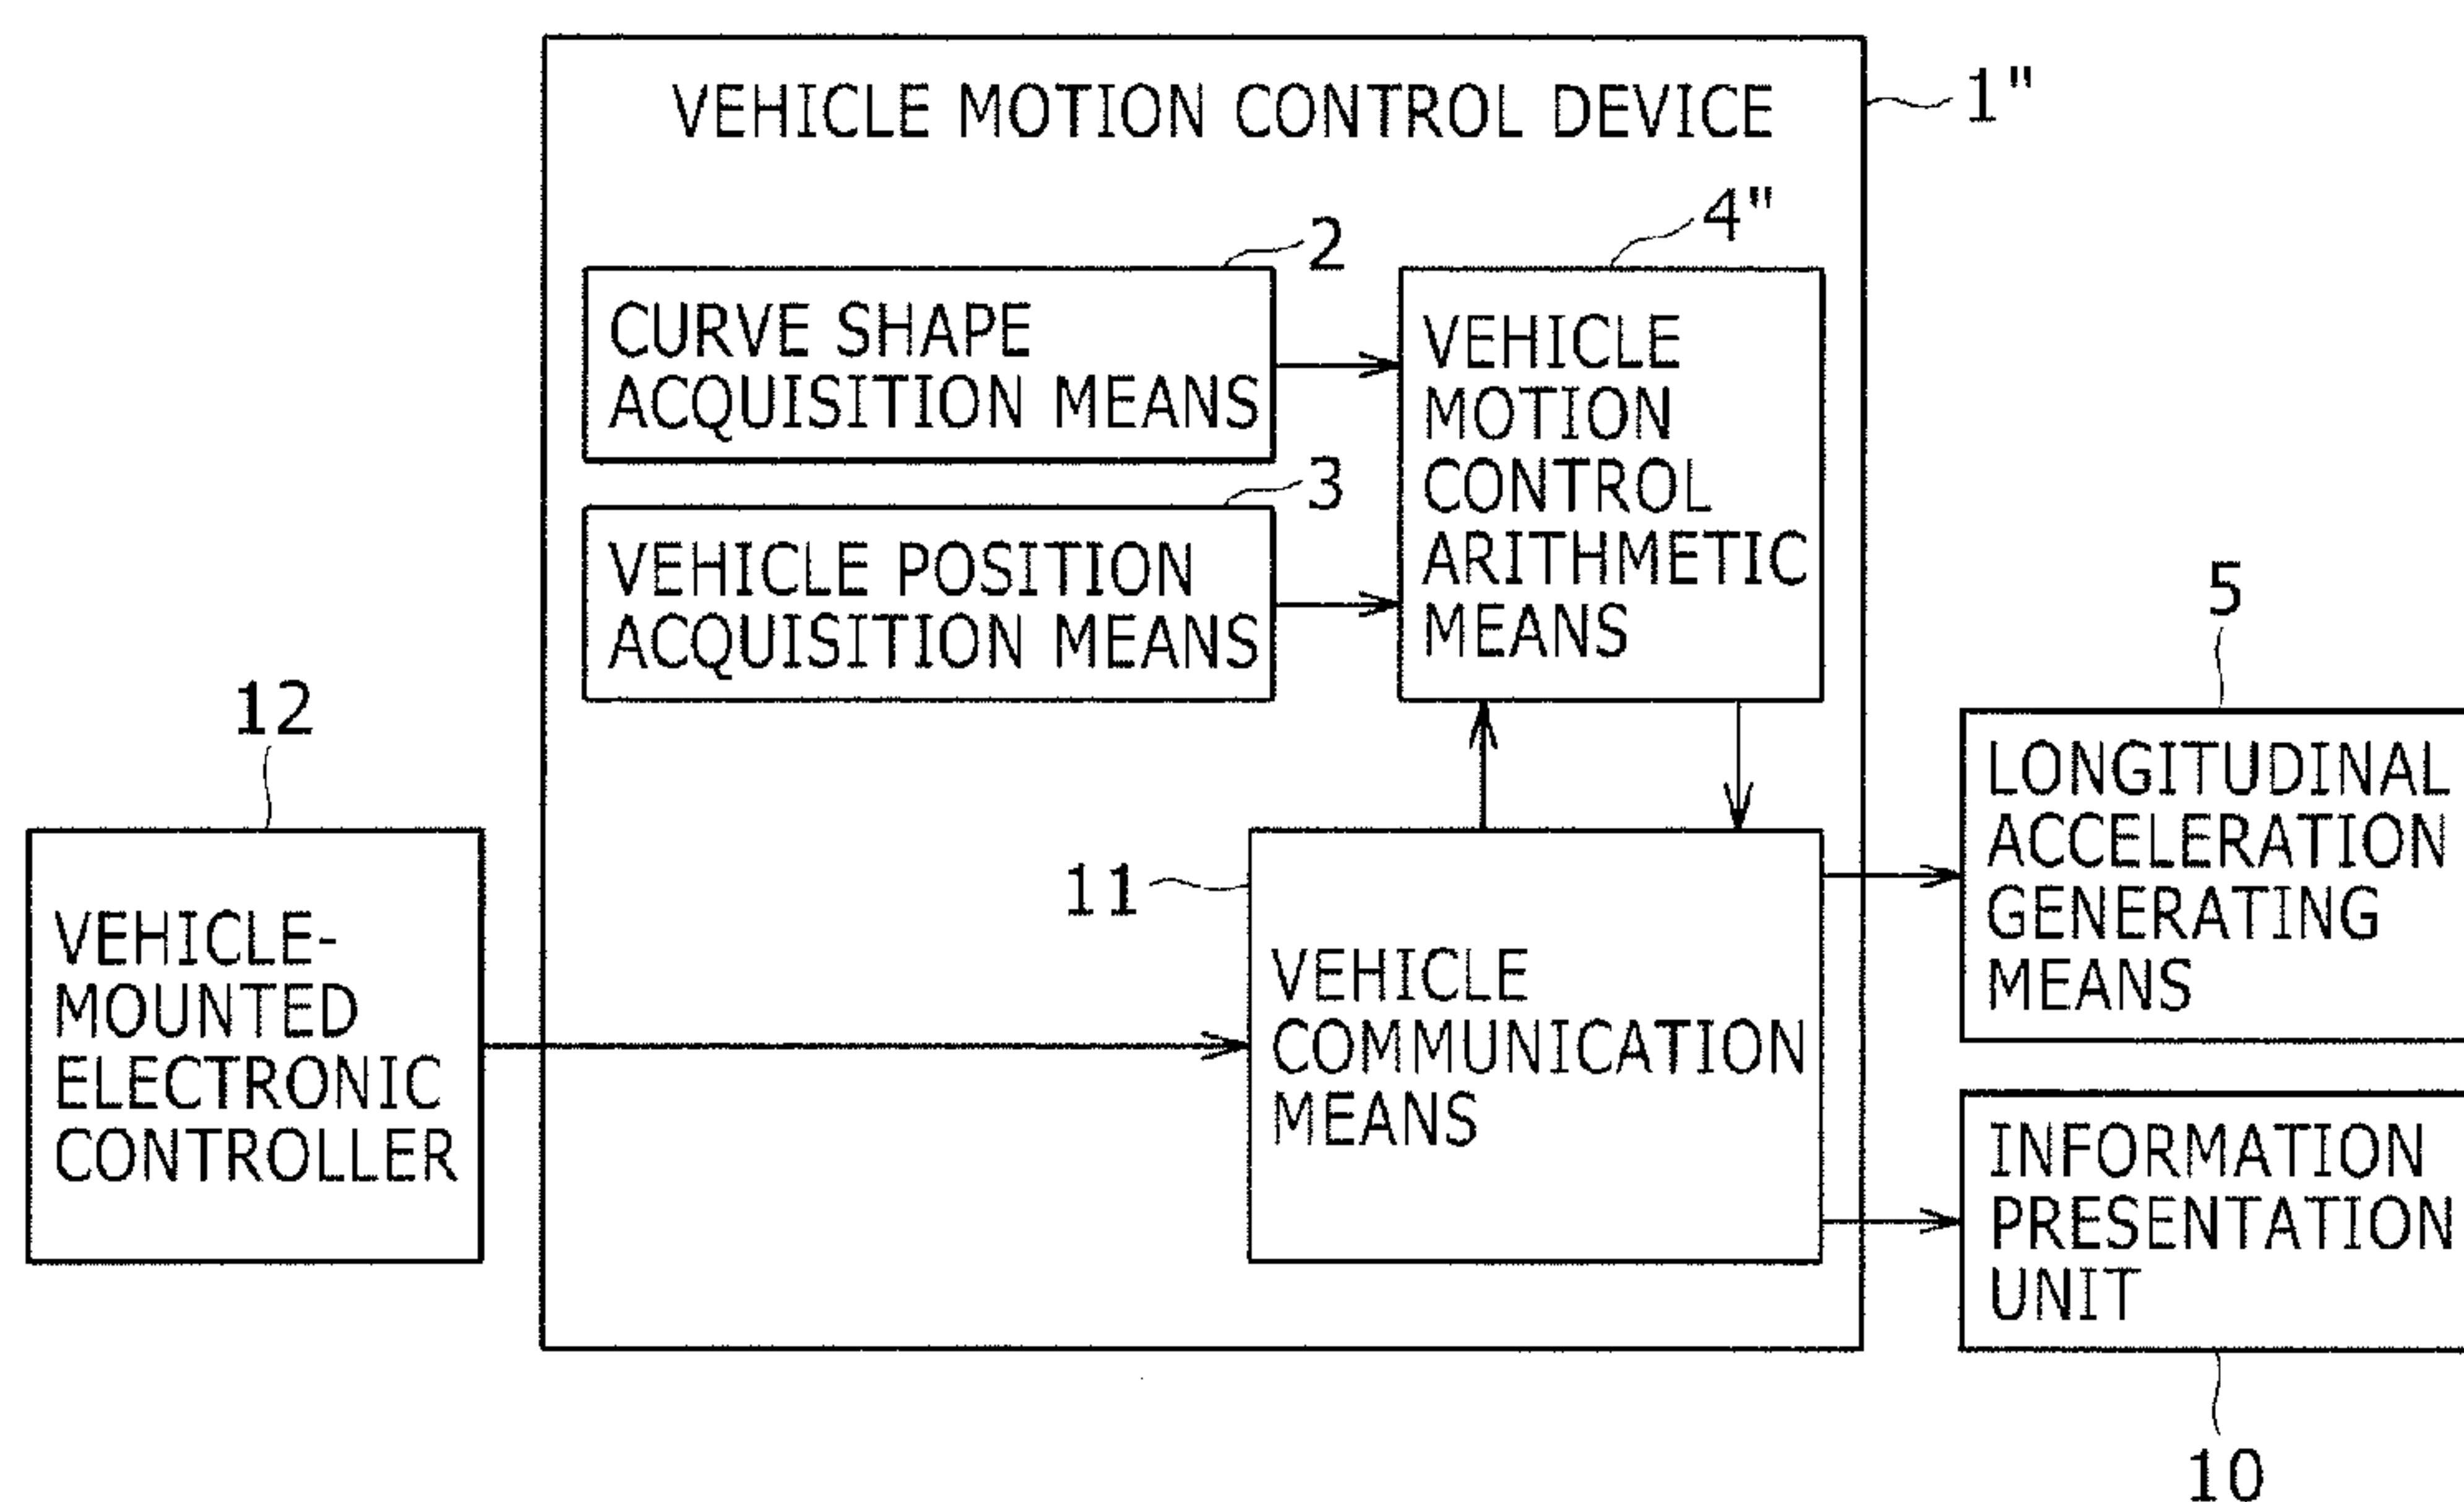 VEHICLE MOTION CONTROL DEVICE
1"
2
CURVE SHAPE
ACQUISITION MEANS
3
VEHICLE POSITION
ACQUISITION MEANS
4"
VEHICLE
MOTION
CONTROL
ARITHMETIC
MEANS
12
VEHICLE-
MOUNTED
ELECTRONIC
CONTROLLER
11
VEHICLE
COMMUNICATION
MEANS
5
LONGITUDINAL
ACCELERATION
GENERATING
MEANS
INFORMATION
PRESENTATION
UNIT
10